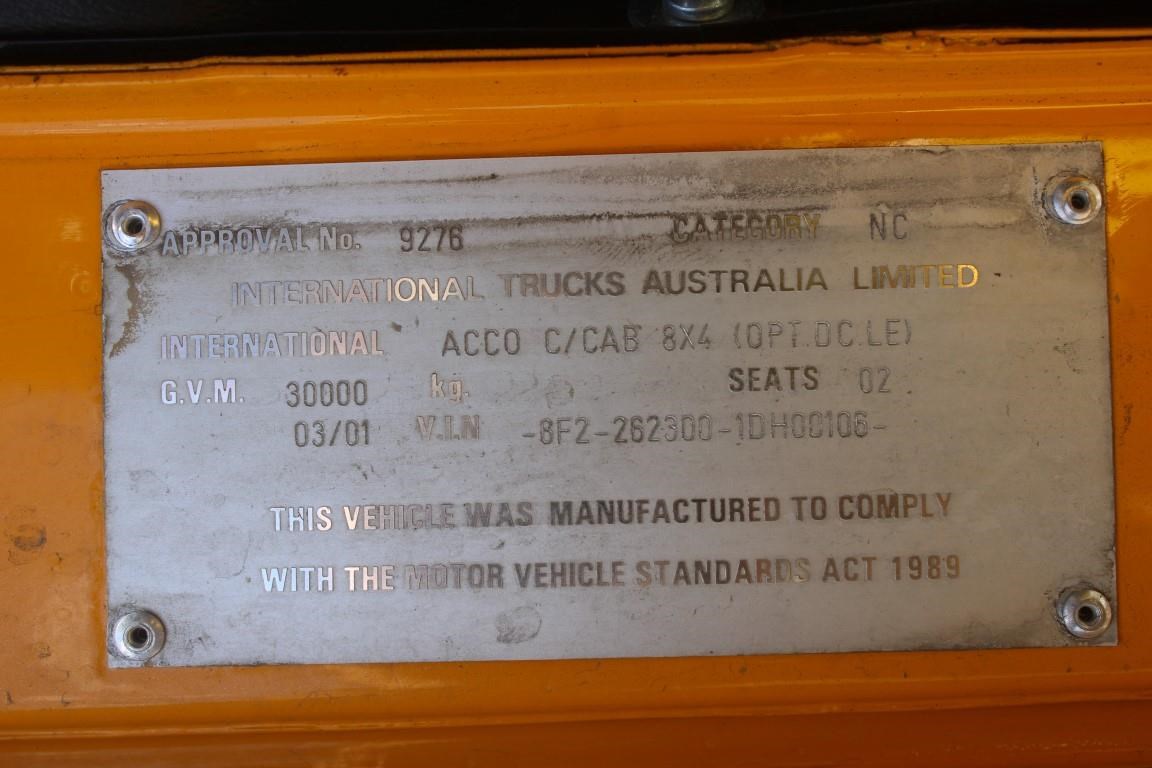 APPROVAL No. 9276 CATEGORY NC
INTERNATIONAL TRUCKS AUSTRALIA LIMITED
INTERNATIONAL ACCO C/CAB 8X4 (OPT.DC.LE)
G.V.M. 30000 kg. SEATS 02
03/01 V.I.N -8F2-262300-1DH00106-
THIS VEHICLE WAS MANUFACTURED TO COMPLY
WITH THE MOTOR VEHICLE STANDARDS ACT 1989